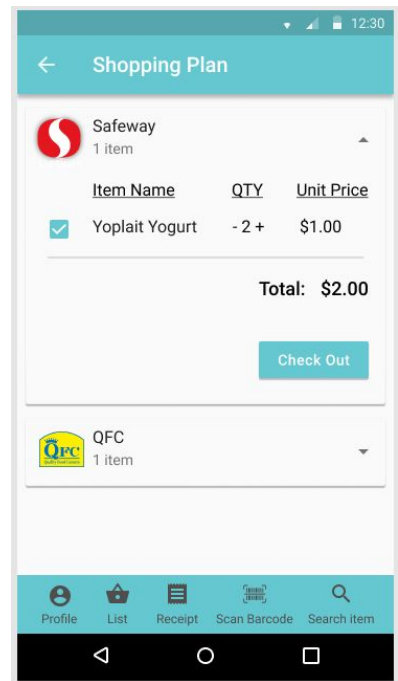 12:30
Shopping Plan
Safeway
1 item
Item Name QTY Unit Price
Yoplait Yogurt - 2 + $1.00
Total: $2.00
Check Out
QFC
QFC
1 item
Profile List Receipt Scan Barcode Search item